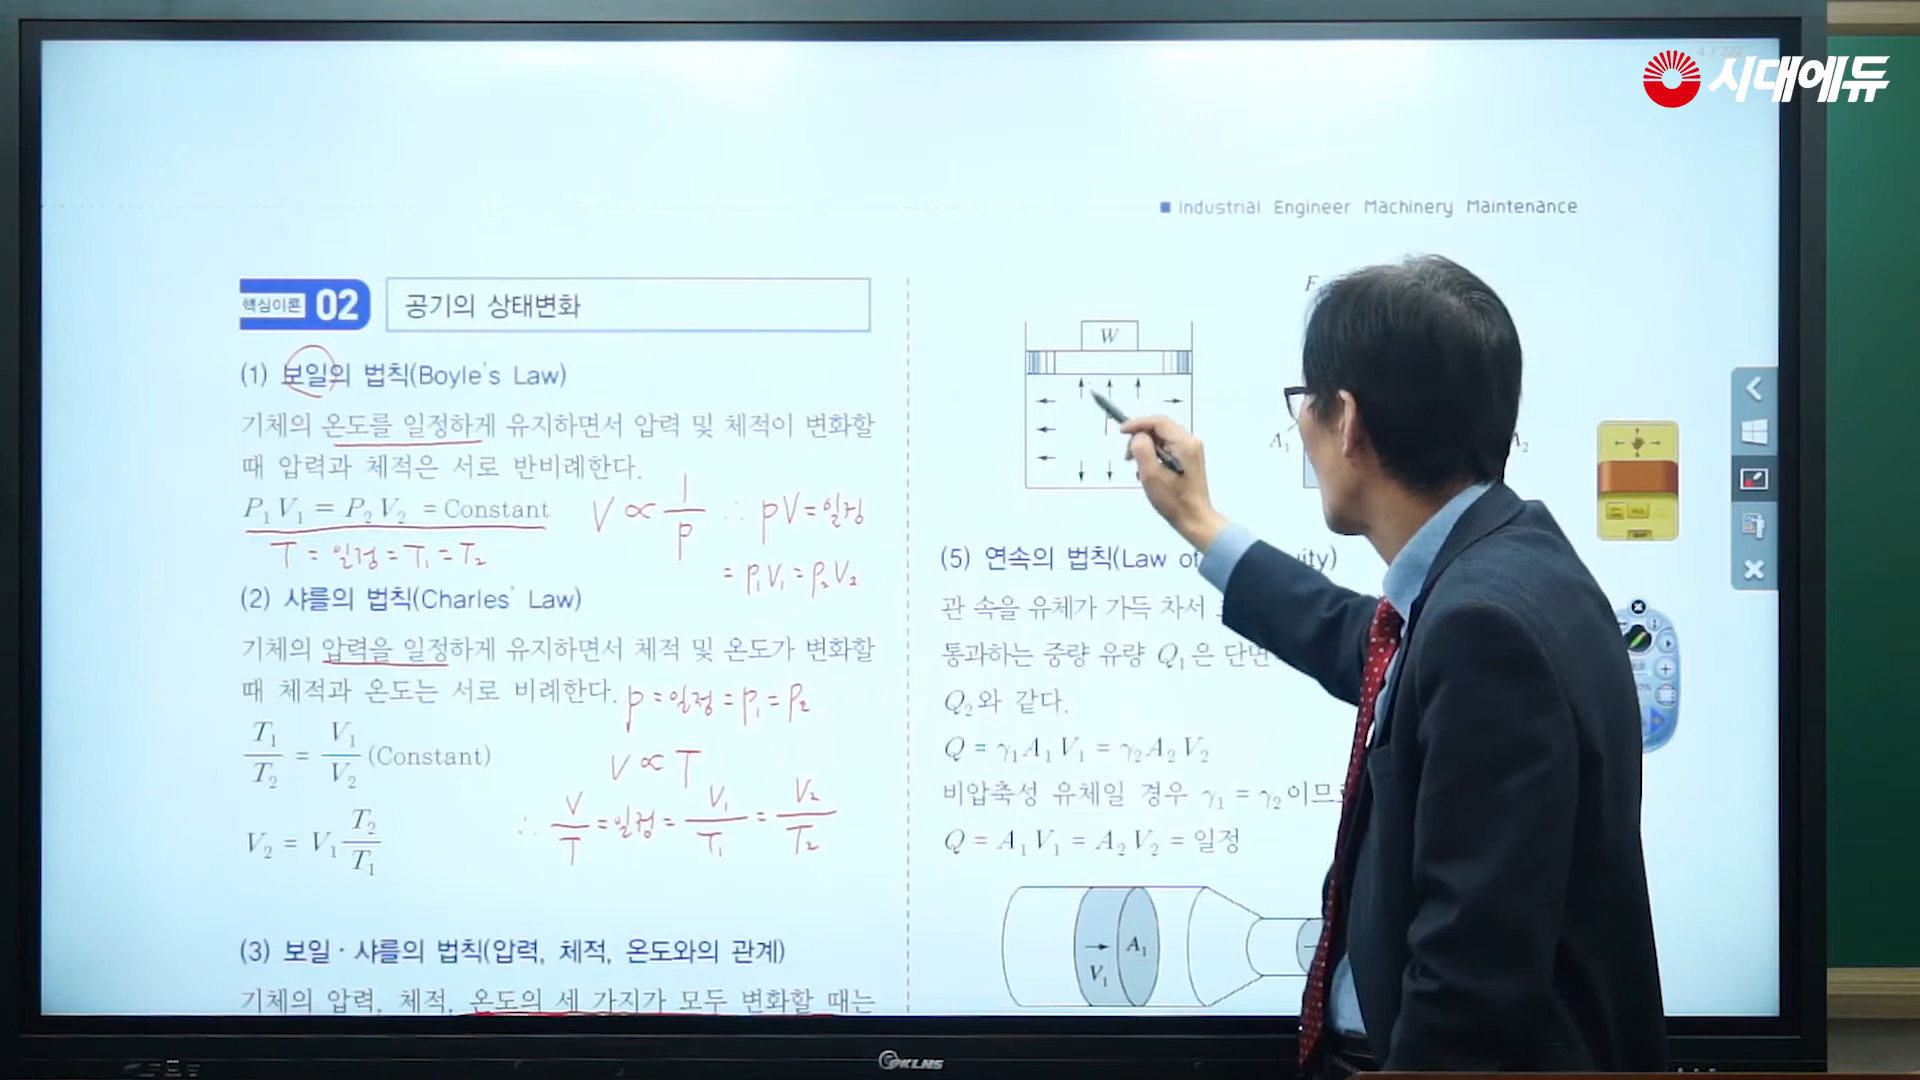 시대에듀
■ Industrial Engineer Machinery Maintenance
핵심이론 02 공기의 상태변화
(1) 보일의 법칙(Boyle's Law)
기체의 온도를 일정하게 유지하면서 압력 및 체적이 변화할
때 압력과 체적은 서로 반비례한다.
P₁V₁ = P₂V₂ = Constant
V ∝ 1/P ∴ PV = 일정
T = 일정 = T₁ = T₂
= P₁V₁ = P₂V₂
(2) 샤를의 법칙(Charles' Law)
기체의 압력을 일정하게 유지하면서 체적 및 온도가 변화할
때 체적과 온도는 서로 비례한다.
P = 일정 = P₁ = P₂
T₁/T₂ = V₁/V₂ (Constant)
V ∝ T
V₂ = V₁ T₂/T₁
∴ V/T = 일정 = V₁/T₁ = V₂/T₂
(3) 보일·샤를의 법칙(압력, 체적, 온도와의 관계)
기체의 압력, 체적, 온도의 세 가지가 모두 변화할 때는
W
F
A₁
A₂
(5) 연속의 법칙(Law of
관 속을 유체가 가득 차서
통과하는 중량 유량 Q₁은
Q₂와 같다.
Q = γ₁A₁V₁ = γ₂A₂V₂
비압축성 유체일 경우 γ₁ = γ₂이므로
Q = A₁V₁ = A₂V₂ = 일정
V₁
A₁
PKLNS